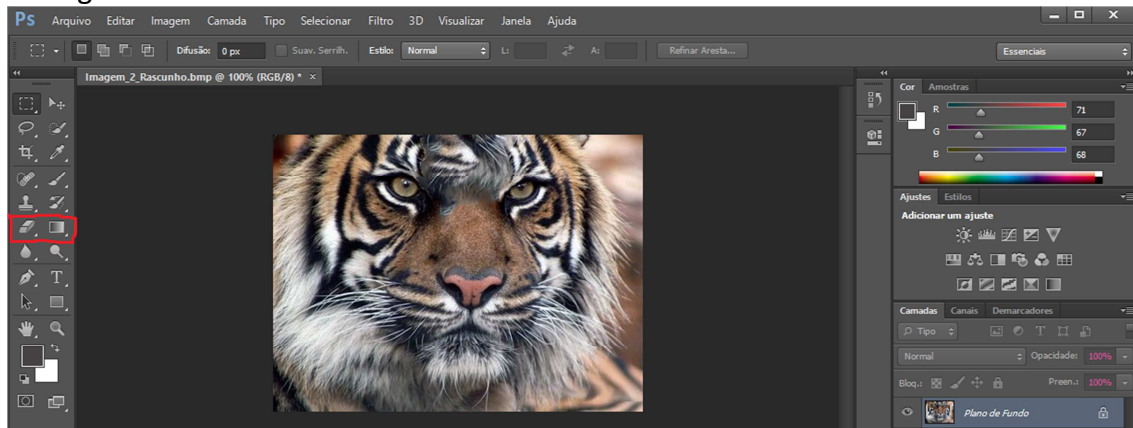 Ps Arquivo Editar Imagem Camada Tipo Selecionar Filtro 3D Visualizar Janela Ajuda
Difusão: 0 px Suav. Serrilh. Estilo: Normal L: A: Refinar Aresta... Essenciais
Imagem_2_Rascunho.bmp @ 100% (RGB/8) * ×
Cor Amostras
R 71
G 67
B 68
Ajustes Estilos
Adicionar um ajuste
Camadas Canais Demarcadores
Tipo
Normal Opacidade: 100%
Bloq.: Preen.: 100%
Plano de Fundo